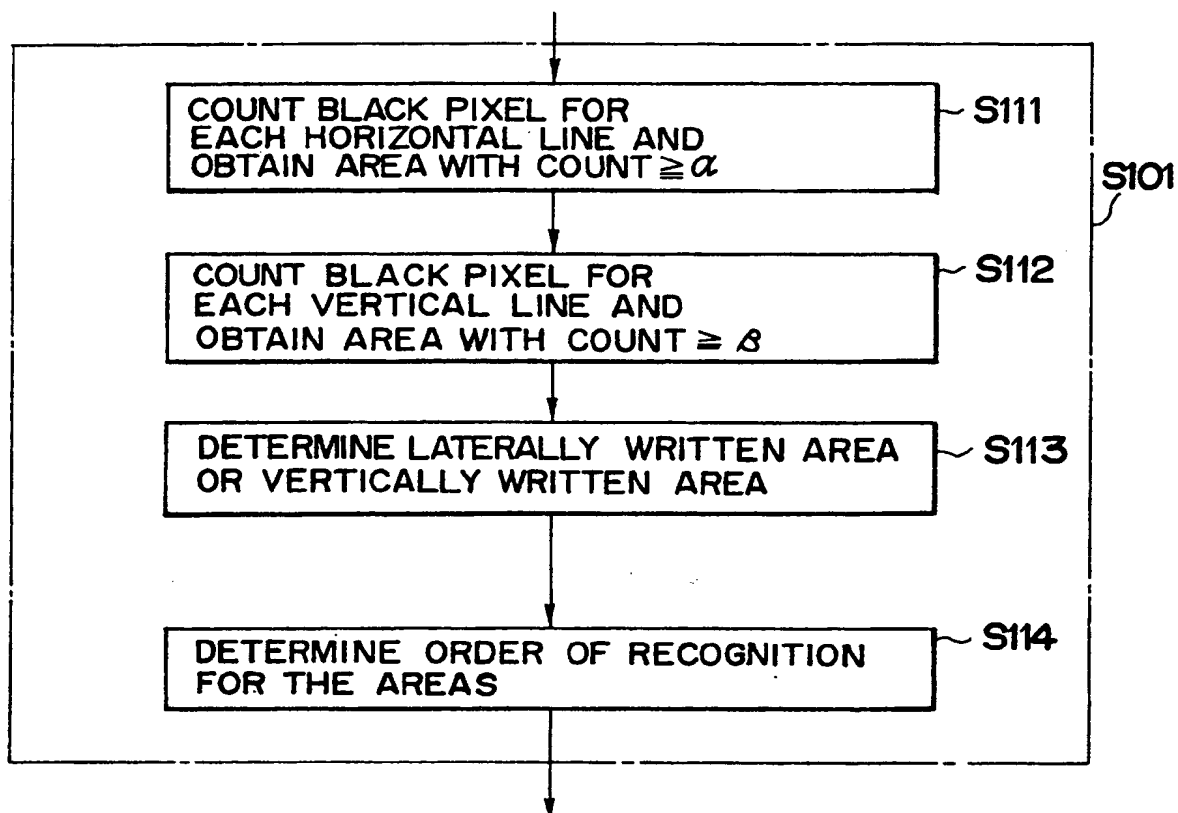 COUNT BLACK PIXEL FOR
EACH HORIZONTAL LINE AND
OBTAIN AREA WITH COUNT ≧ α
S111
S101
COUNT BLACK PIXEL FOR
EACH VERTICAL LINE AND
OBTAIN AREA WITH COUNT ≧ β
S112
DETERMINE LATERALLY WRITTEN AREA
OR VERTICALLY WRITTEN AREA
S113
DETERMINE ORDER OF RECOGNITION
FOR THE AREAS
S114